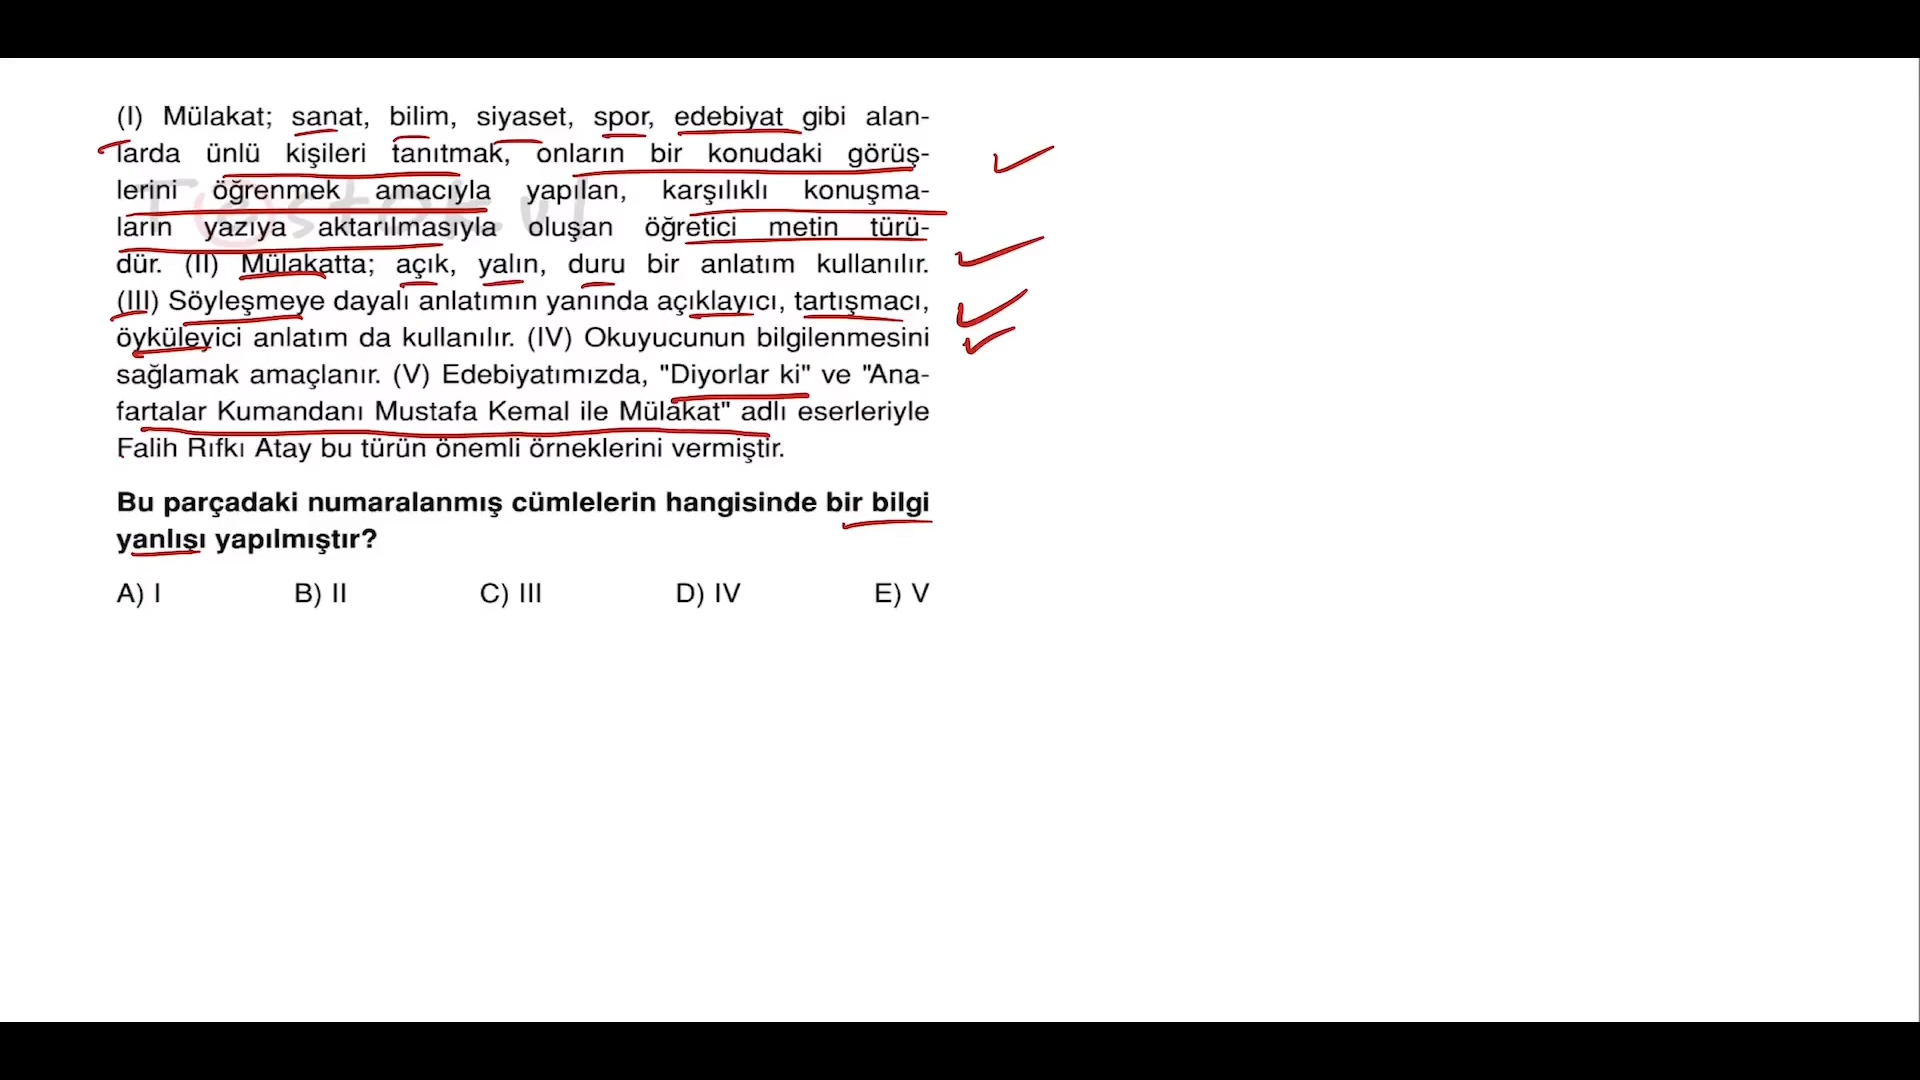 (I) Mülakat; sanat, bilim, siyaset, spor, edebiyat gibi alan-
larda ünlü kişileri tanıtmak, onların bir konudaki görüş-
lerini öğrenmek amacıyla yapılan, karşılıklı konuşma-
ların yazıya aktarılmasıyla oluşan öğretici metin türü-
dür. (II) Mülakatta; açık, yalın, duru bir anlatım kullanılır.
(III) Söyleşmeye dayalı anlatımın yanında açıklayıcı, tartışmacı,
öyküleyici anlatım da kullanılır. (IV) Okuyucunun bilgilenmesini
sağlamak amaçlanır. (V) Edebiyatımızda, "Diyorlar ki" ve "Ana-
fartalar Kumandanı Mustafa Kemal ile Mülakat" adlı eserleriyle
Falih Rıfkı Atay bu türün önemli örneklerini vermiştir.
Bu parçadaki numaralanmış cümlelerin hangisinde bir bilgi
yanlışı yapılmıştır?
A) I B) II C) III D) IV E) V